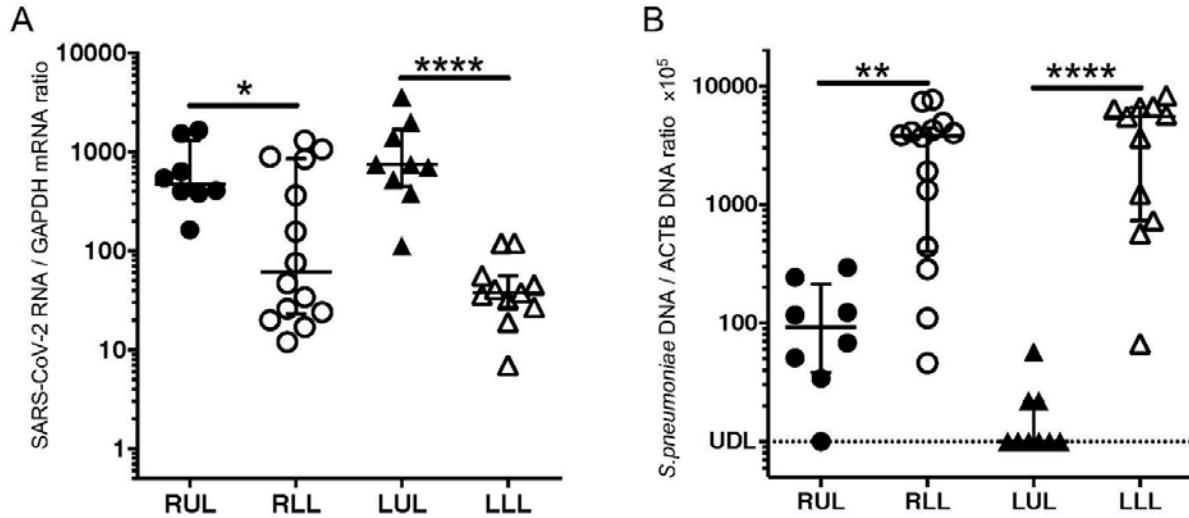 A
SARS-CoV-2 RNA / GAPDH mRNA ratio
10000
1000
100
10
1
*
****
RUL
RLL
LUL
LLL
B
S.pneumoniae DNA / ACTB DNA ratio ×10⁵
10000
1000
100
UDL
**
****
RUL
RLL
LUL
LLL